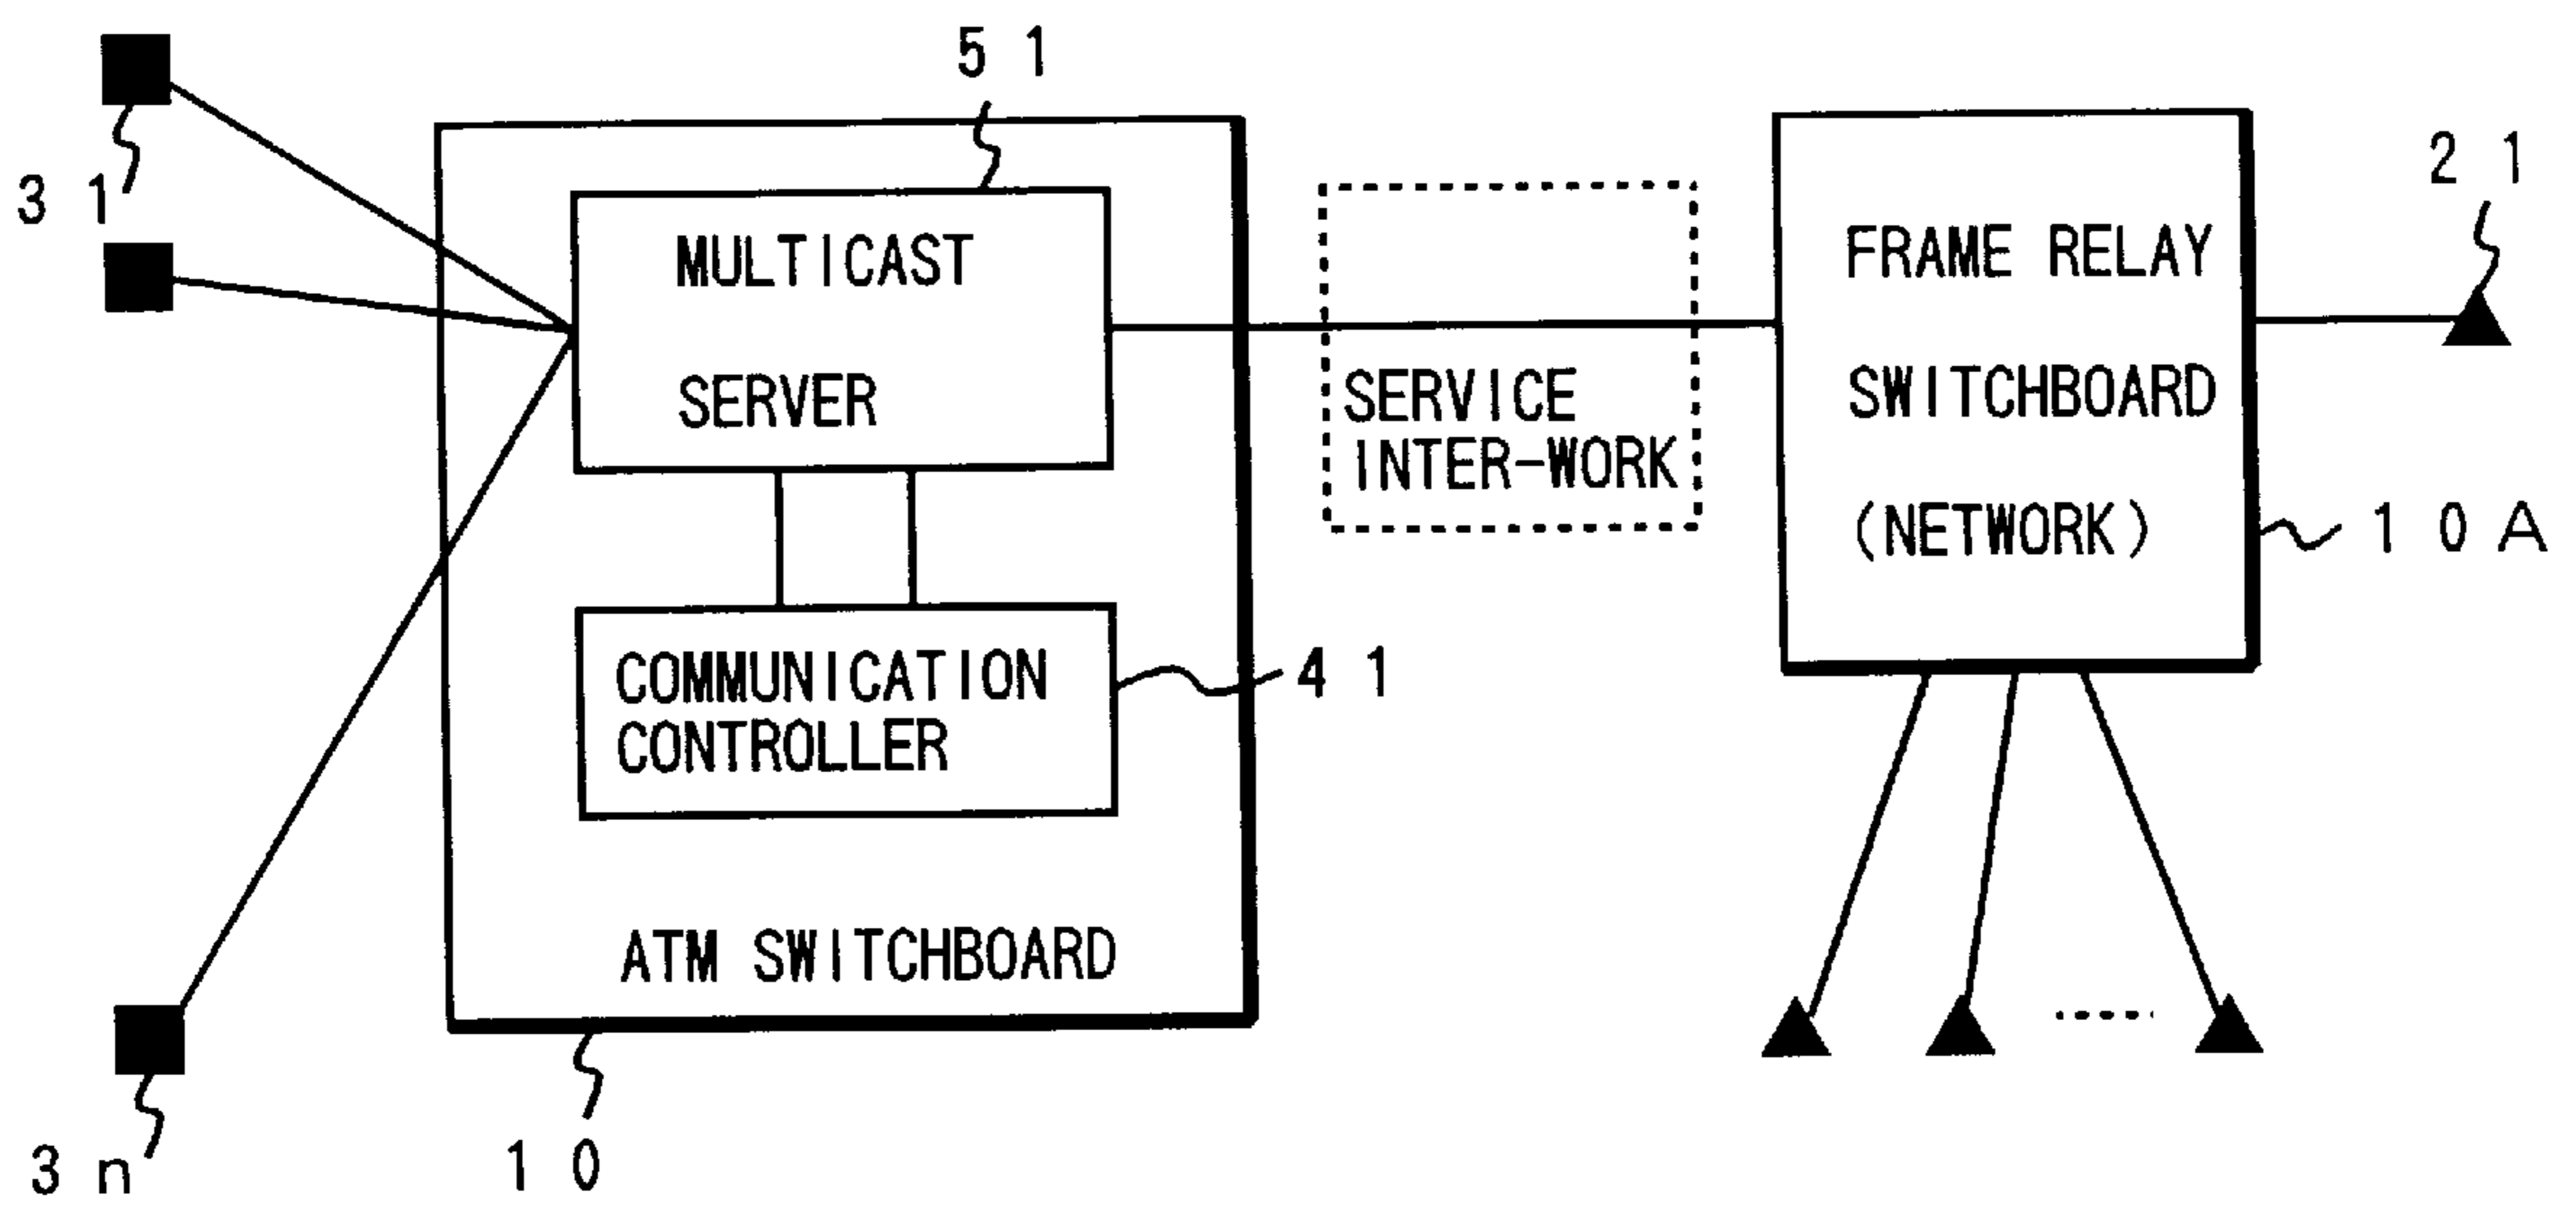 5 1
3 1
MULTICAST
SERVER
COMMUNICATION
CONTROLLER
4 1
ATM SWITCHBOARD
1 0
3 n
SERVICE
INTER-WORK
FRAME RELAY
SWITCHBOARD
(NETWORK)
2 1
1 0 A